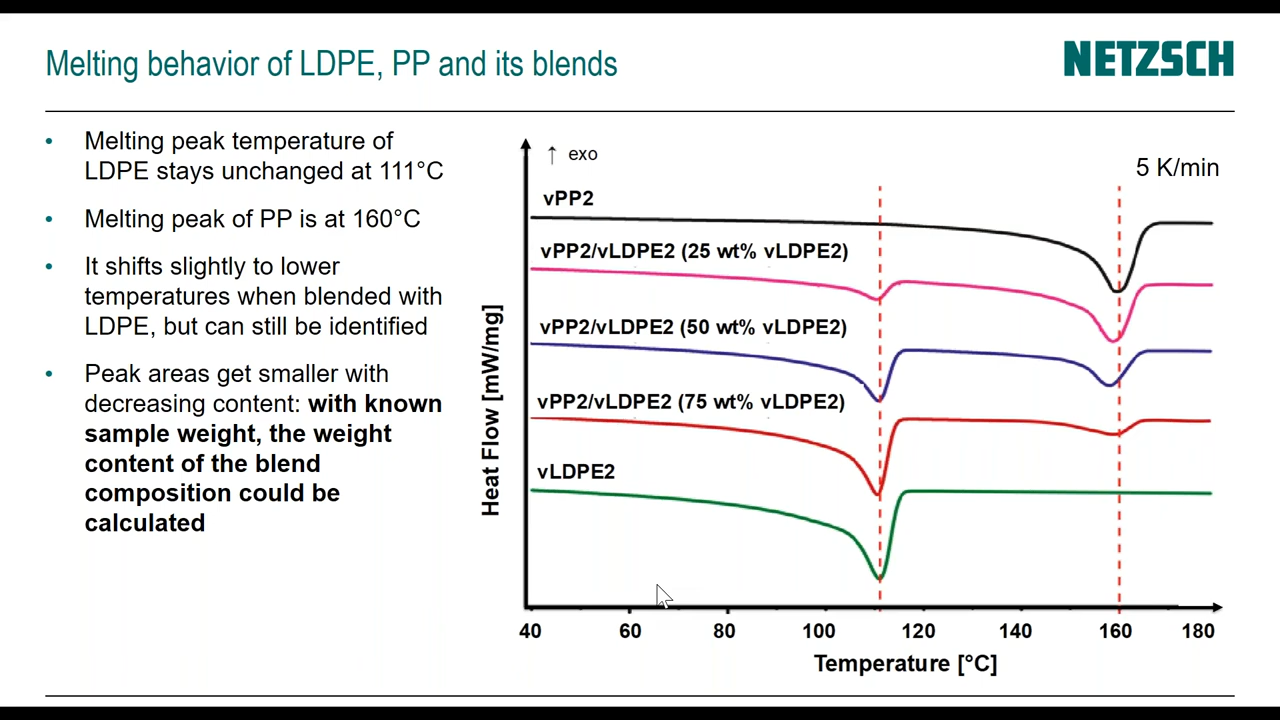 Melting behavior of LDPE, PP and its blends
NETZSCH
• Melting peak temperature of
LDPE stays unchanged at 111°C
• Melting peak of PP is at 160°C
• It shifts slightly to lower
temperatures when blended with
LDPE, but can still be identified
• Peak areas get smaller with
decreasing content: with known
sample weight, the weight
content of the blend
composition could be
calculated
↑ exo
5 K/min
vPP2
vPP2/vLDPE2 (25 wt% vLDPE2)
vPP2/vLDPE2 (50 wt% vLDPE2)
vPP2/vLDPE2 (75 wt% vLDPE2)
vLDPE2
Heat Flow [mW/mg]
40 60 80 100 120 140 160 180
Temperature [°C]